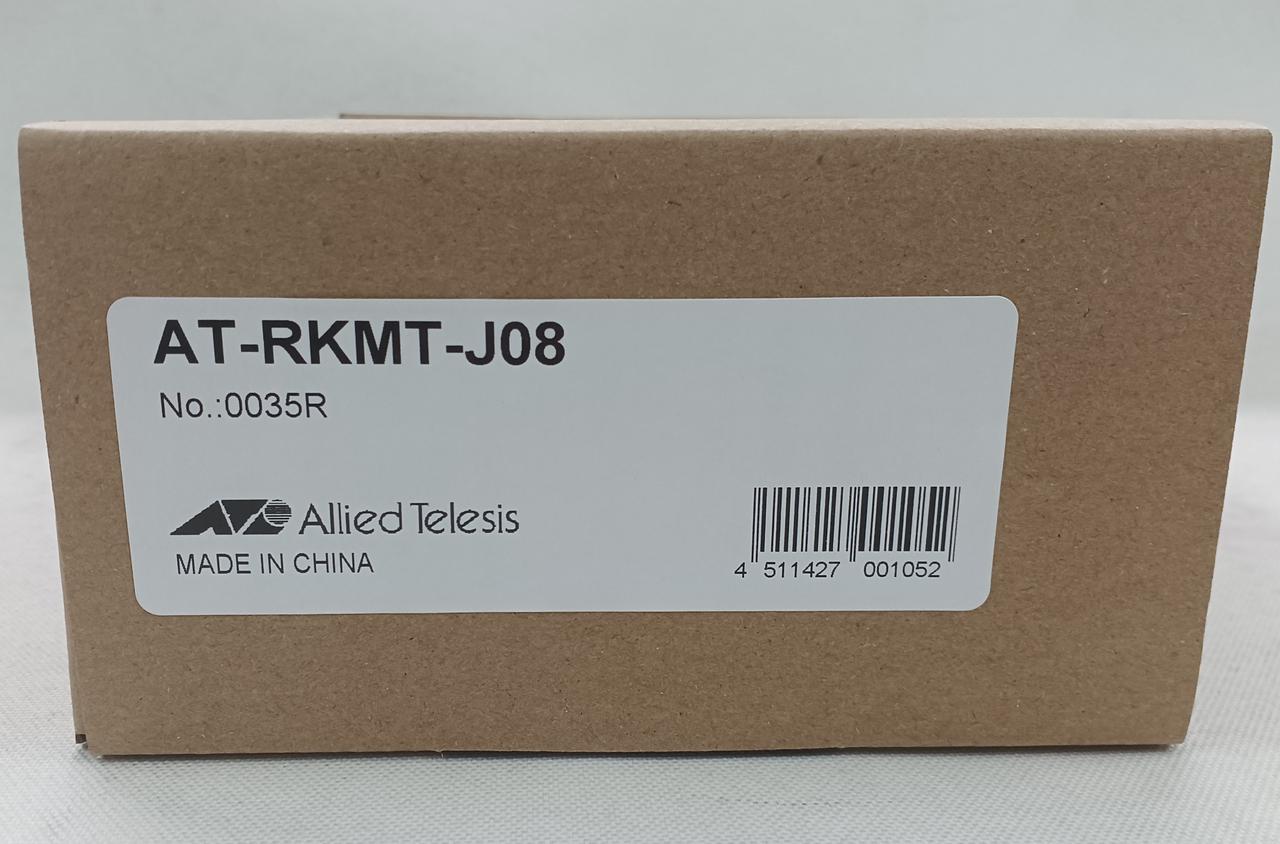 AT-RKMT-J08
No.:0035R
Allied Telesis
MADE IN CHINA
4 511427 001052